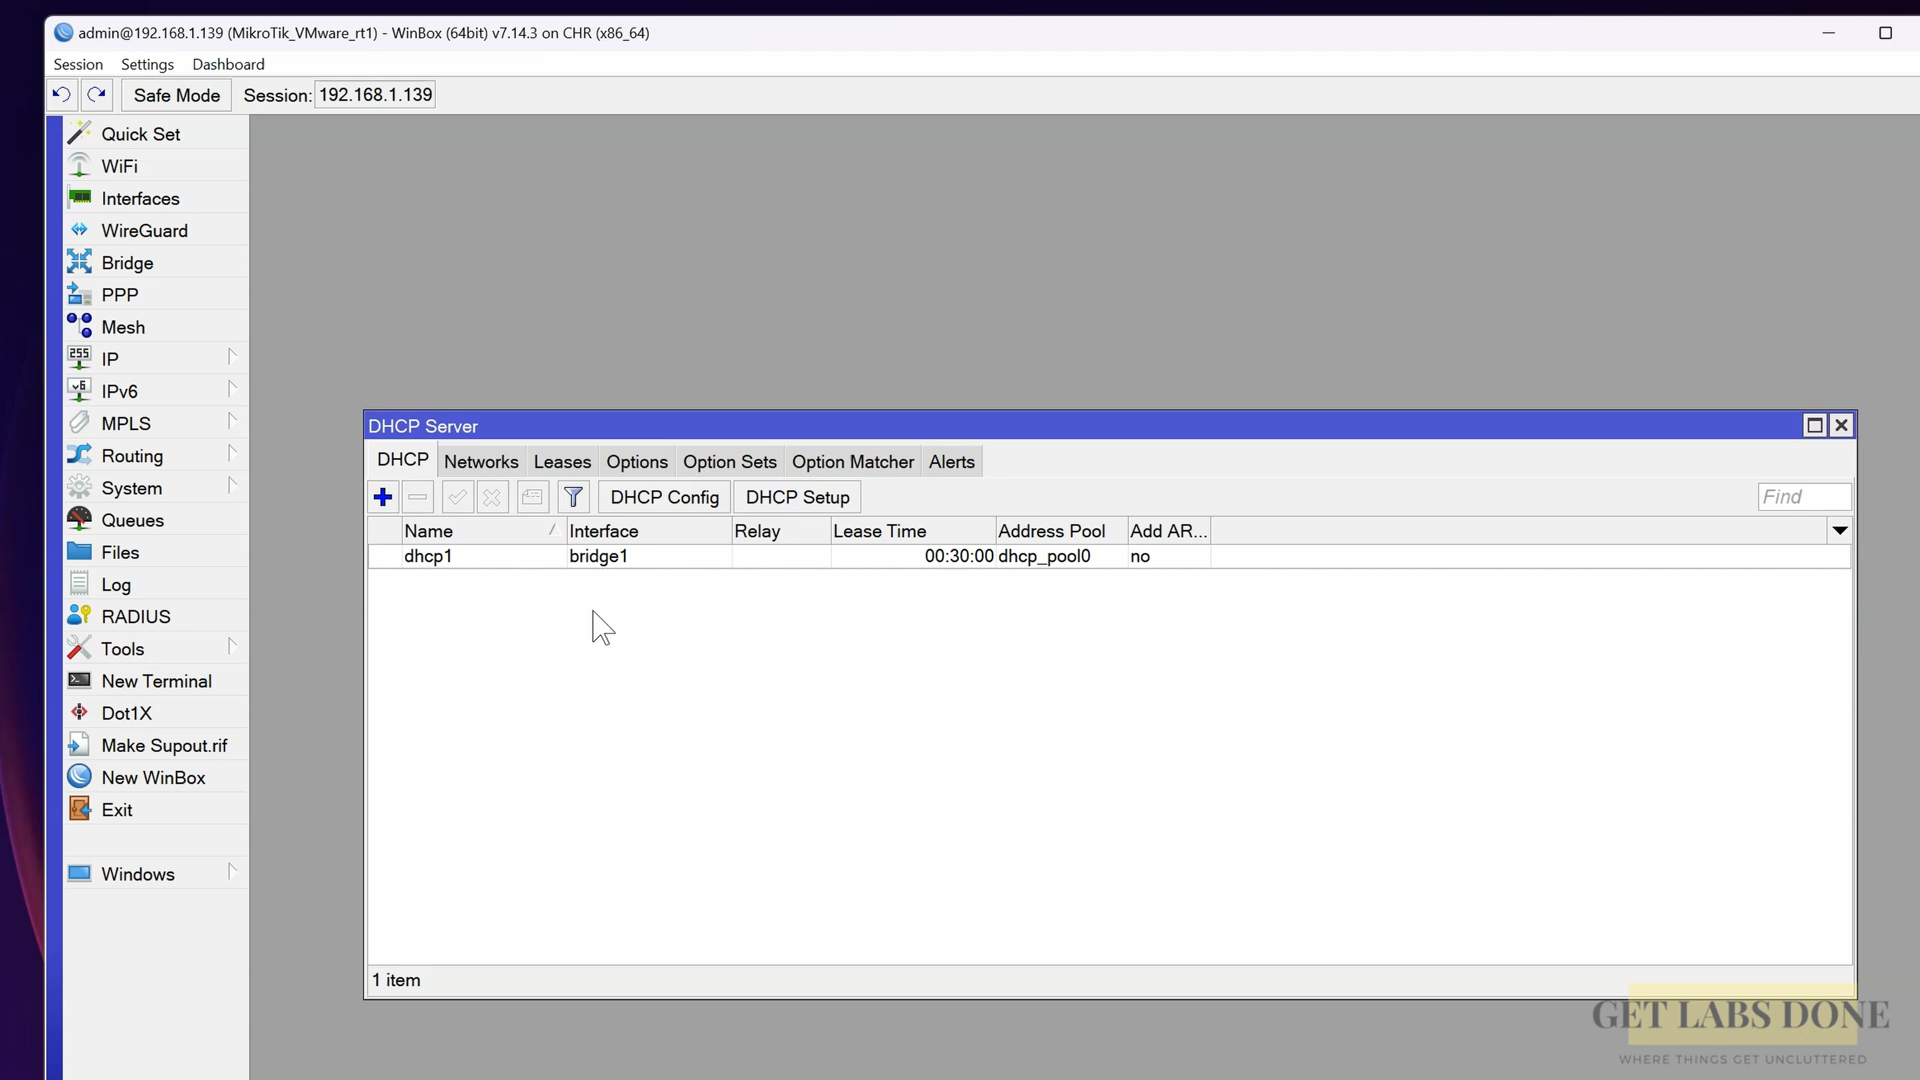 admin@192.168.1.139 (MikroTik_VMware_rt1) - WinBox (64bit) v7.14.3 on CHR (x86_64)
Session Settings Dashboard
Safe Mode Session: 192.168.1.139
Quick Set
WiFi
Interfaces
WireGuard
Bridge
PPP
Mesh
255 IP
v6 IPv6
MPLS
Routing
System
Queues
Files
Log
RADIUS
Tools
New Terminal
Dot1X
Make Supout.rif
New WinBox
Exit
Windows
DHCP Server
DHCP Networks Leases Options Option Sets Option Matcher Alerts
DHCP Config DHCP Setup Find
Name Interface Relay Lease Time Address Pool Add AR...
dhcp1 bridge1 00:30:00 dhcp_pool0 no
1 item
GET LABS DONE
WHERE THINGS GET UNCLUTTERED